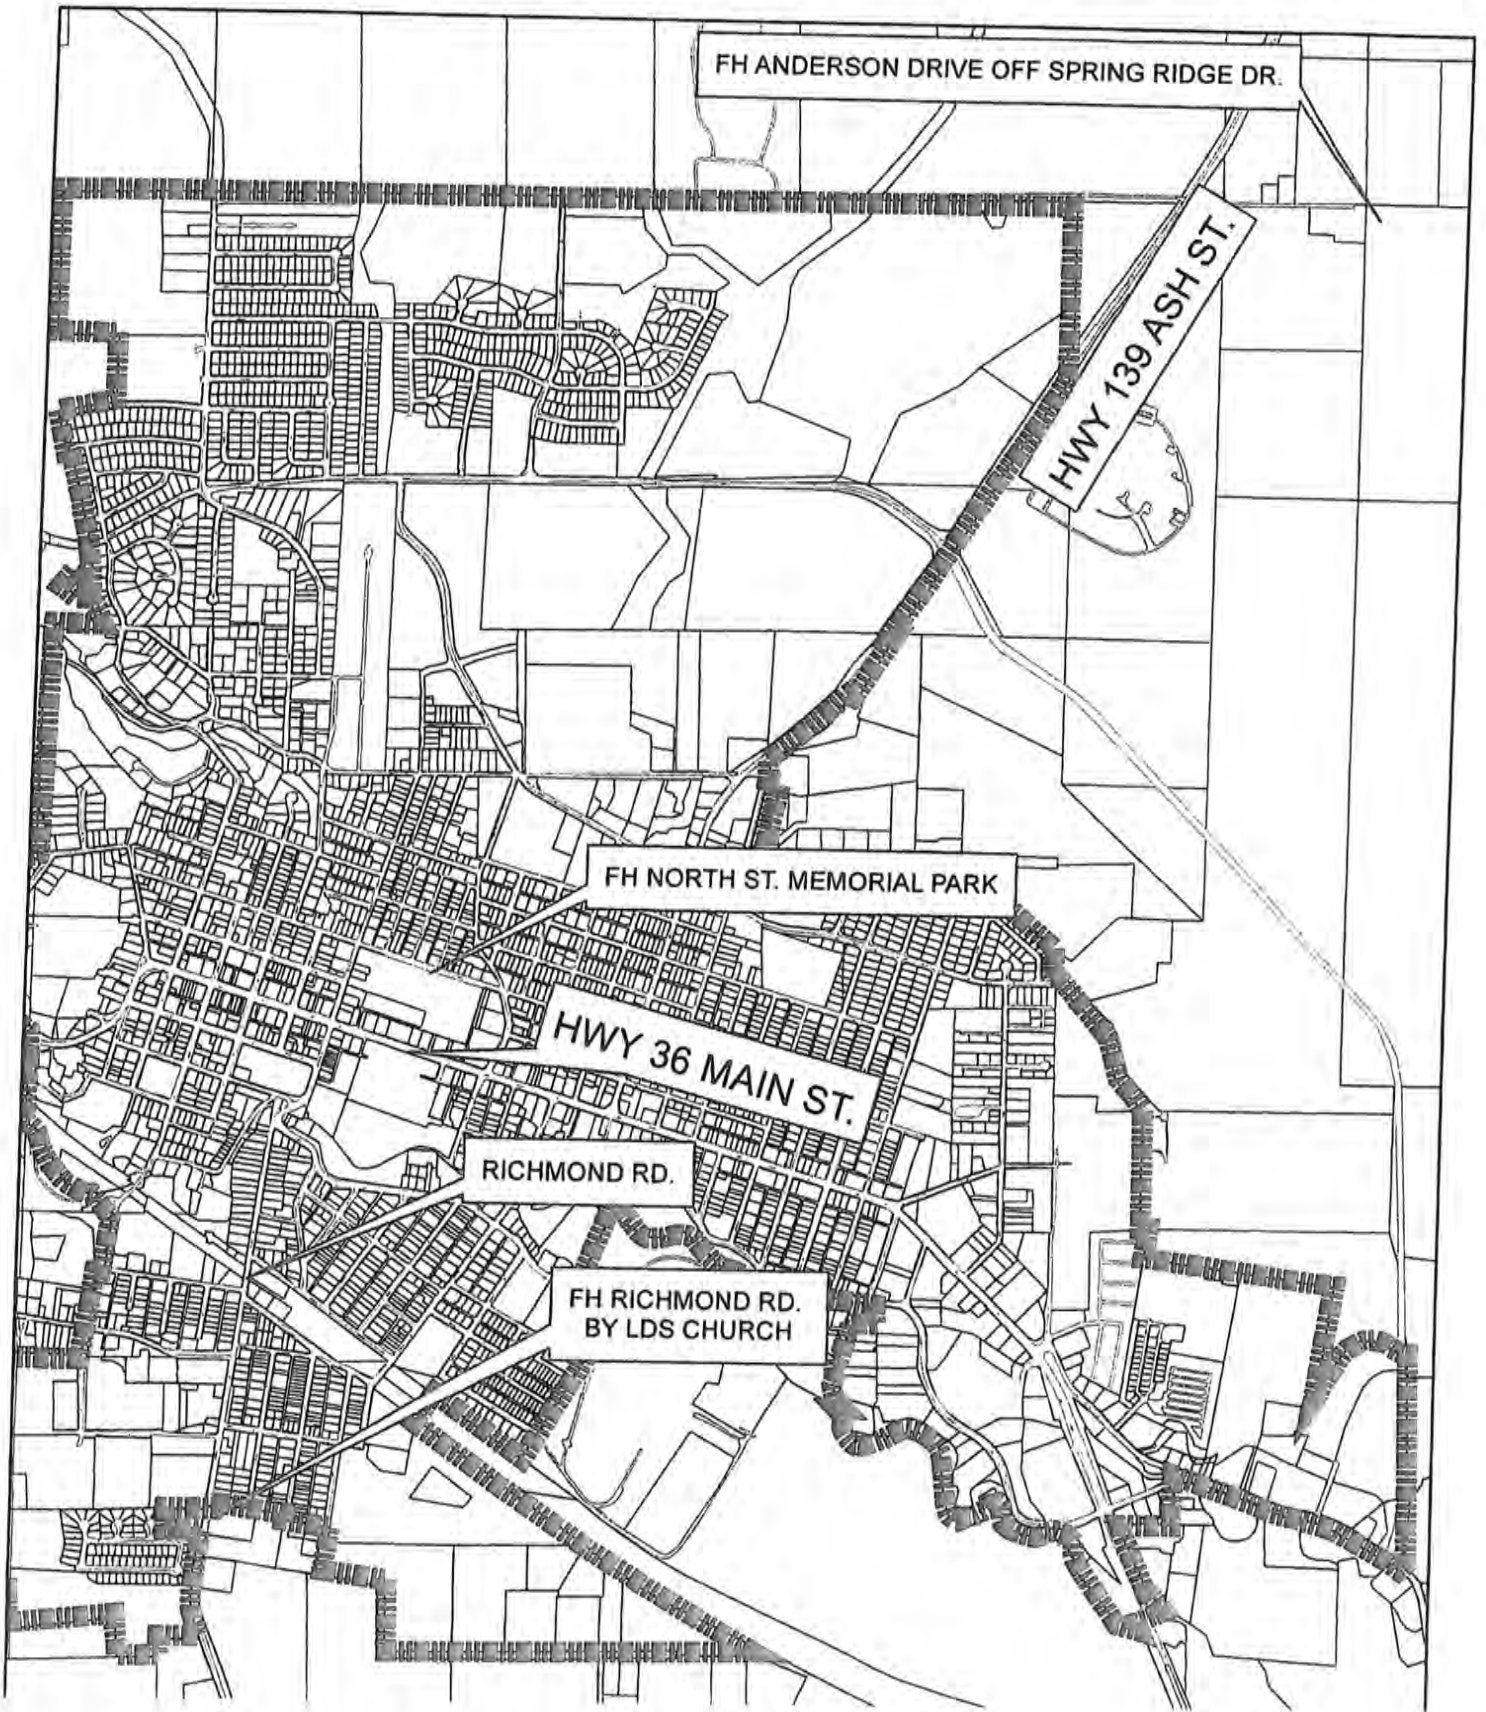 FH ANDERSON DRIVE OFF SPRING RIDGE DR.
HWY 139 ASH ST.
FH NORTH ST. MEMORIAL PARK
HWY 36 MAIN ST.
RICHMOND RD.
FH RICHMOND RD.
BY LDS CHURCH